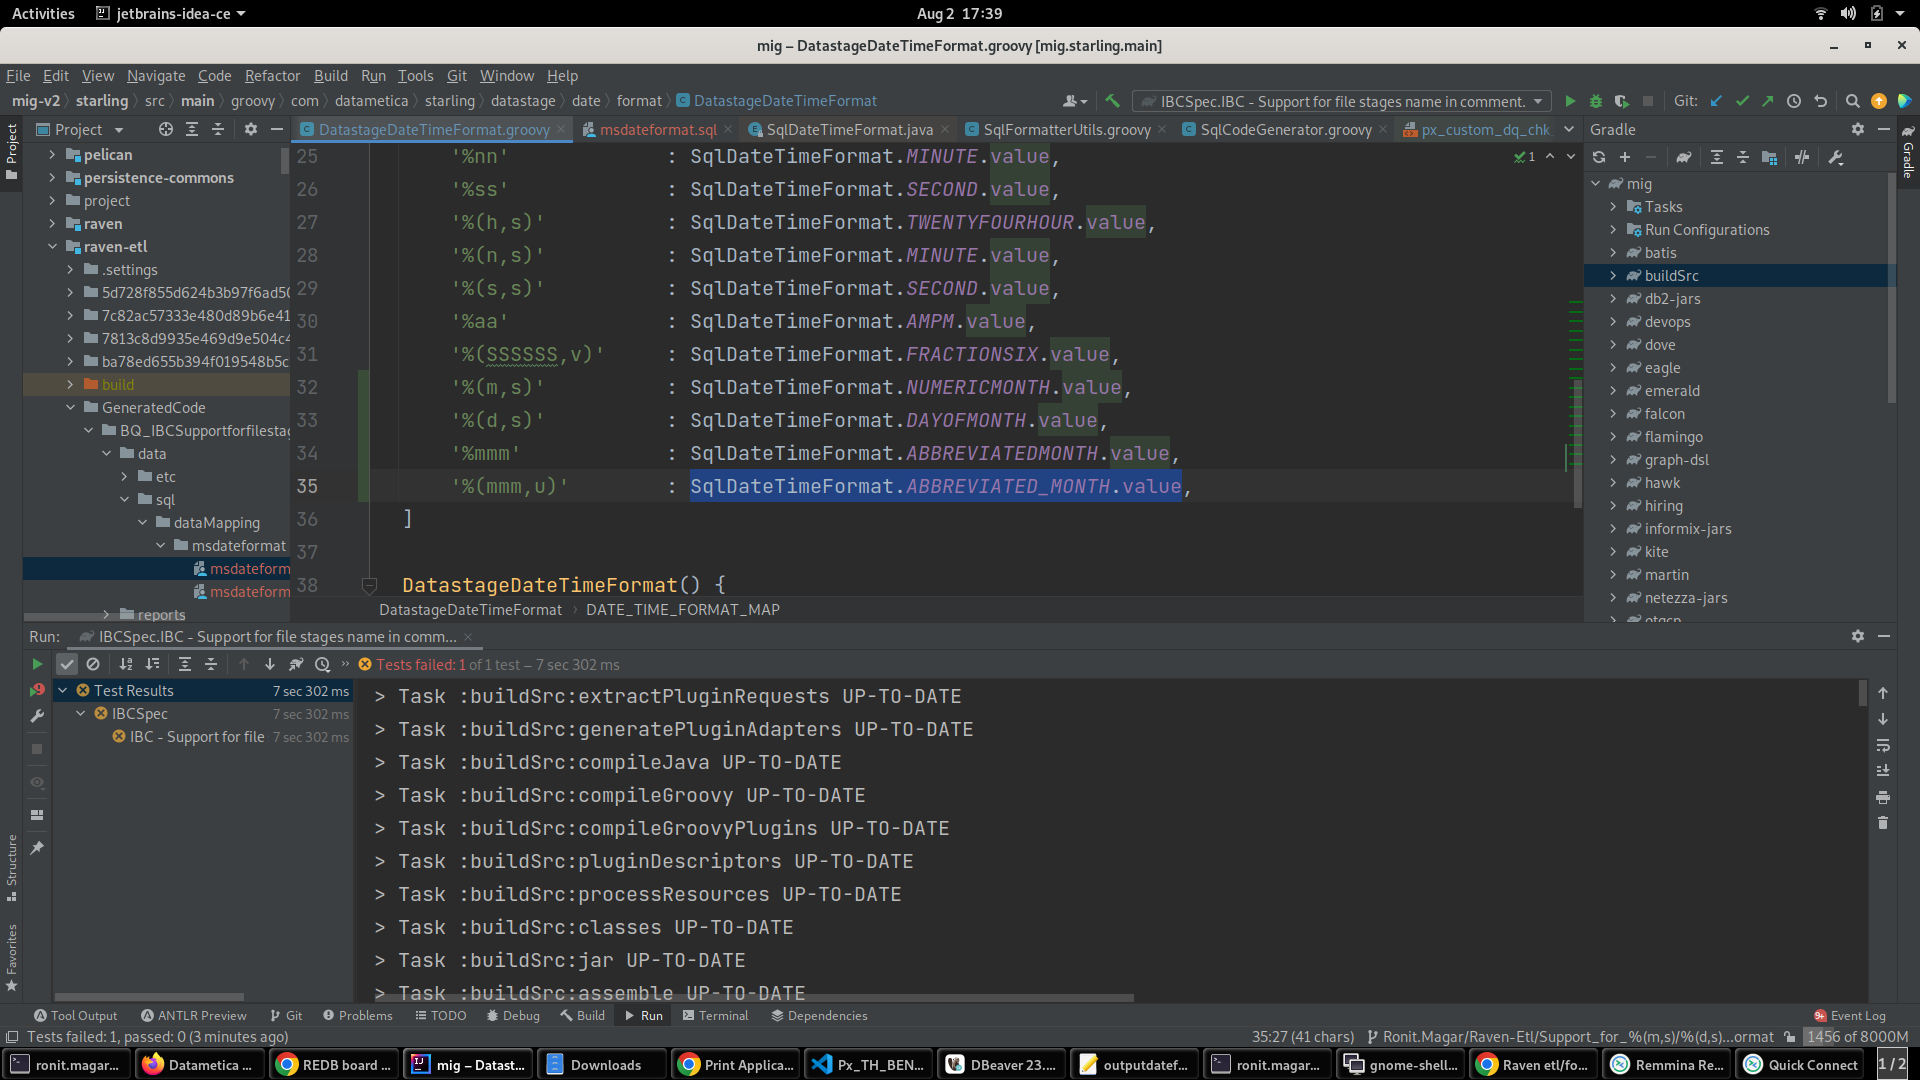 Activities jetbrains-idea-ce Aug 2 17:39
mig – DatastageDateTimeFormat.groovy [mig.starling.main]
File Edit View Navigate Code Refactor Build Run Tools Git Window Help
mig-v2 starling src main groovy com datametica starling datastage date format DatastageDateTimeFormat IBCSpec.IBC - Support for file stages name in comment. Git:
Project
Project
DatastageDateTimeFormat.groovy msdateformat.sql SqlDateTimeFormat.java SqlFormatterUtils.groovy SqlCodeGenerator.groovy px_custom_dq_chk
Gradle
Gradle
pelican
persistence-commons
project
raven
raven-etl
.settings
5d728f855d624b3b97f6ad50
7c82ac57333e480d89b6e41
7813c8d9935e469d9e504c4
ba78ed655b394f019548b5c
build
GeneratedCode
BQ_IBCSupportforfilestag
data
etc
sql
dataMapping
msdateformat
msdateform
msdateform
reports
25 '%nn' : SqlDateTimeFormat.MINUTE.value,
26 '%ss' : SqlDateTimeFormat.SECOND.value,
27 '%(h,s)' : SqlDateTimeFormat.TWENTYFOURHOUR.value,
28 '%(n,s)' : SqlDateTimeFormat.MINUTE.value,
29 '%(s,s)' : SqlDateTimeFormat.SECOND.value,
30 '%aa' : SqlDateTimeFormat.AMPM.value,
31 '%(SSSSSS,v)' : SqlDateTimeFormat.FRACTIONSIX.value,
32 '%(m,s)' : SqlDateTimeFormat.NUMERICMONTH.value,
33 '%(d,s)' : SqlDateTimeFormat.DAYOFMONTH.value,
34 '%mmm' : SqlDateTimeFormat.ABBREVIATEDMONTH.value,
35 '%(mmm,u)' : SqlDateTimeFormat.ABBREVIATED_MONTH.value,
36 ]
37
38 DatastageDateTimeFormat() {
1
DatastageDateTimeFormat DATE_TIME_FORMAT_MAP
mig
Tasks
Run Configurations
batis
buildSrc
db2-jars
devops
dove
eagle
emerald
falcon
flamingo
graph-dsl
hawk
hiring
informix-jars
kite
martin
netezza-jars
otgcp
Run: IBCSpec.IBC - Support for file stages name in comm...
Tests failed: 1 of 1 test – 7 sec 302 ms
Test Results 7 sec 302 ms
IBCSpec 7 sec 302 ms
IBC - Support for file 7 sec 302 ms
> Task :buildSrc:extractPluginRequests UP-TO-DATE
> Task :buildSrc:generatePluginAdapters UP-TO-DATE
> Task :buildSrc:compileJava UP-TO-DATE
> Task :buildSrc:compileGroovy UP-TO-DATE
> Task :buildSrc:compileGroovyPlugins UP-TO-DATE
> Task :buildSrc:pluginDescriptors UP-TO-DATE
> Task :buildSrc:processResources UP-TO-DATE
> Task :buildSrc:classes UP-TO-DATE
> Task :buildSrc:jar UP-TO-DATE
> Task :buildSrc:assemble UP-TO-DATE
Structure
Favorites
Tool Output ANTLR Preview Git Problems TODO Debug Build Run Terminal Dependencies 9+ Event Log
Tests failed: 1, passed: 0 (3 minutes ago) 35:27 (41 chars) Ronit.Magar/Raven-Etl/Support_for_%(m,s)/%(d,s)...ormat 1456 of 8000M
ronit.magar... Datametica ... REDB board ... mig – Datast... Downloads Print Applica... Px_TH_BEN... DBeaver 23.... outputdatef... ronit.magar... gnome-shell... Raven etl/fo... Remmina Re... Quick Connect 1 / 2